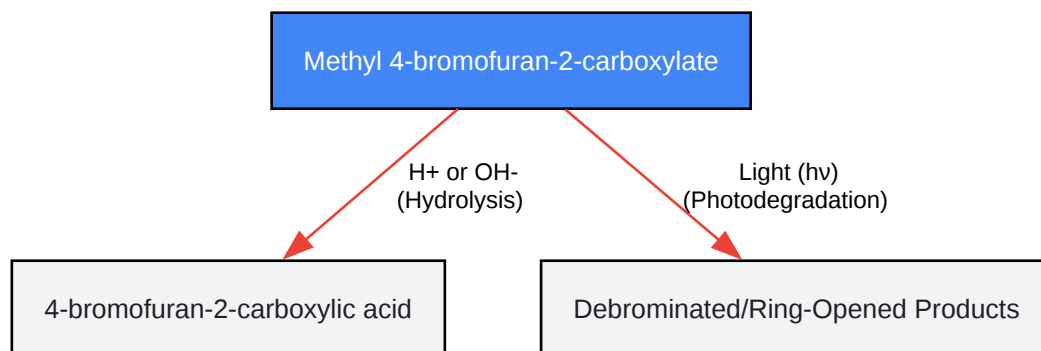 Methyl 4-bromofuran-2-carboxylate
H+ or OH-
(Hydrolysis)
Light (hν)
(Photodegradation)
4-bromofuran-2-carboxylic acid
Debrominated/Ring-Opened Products